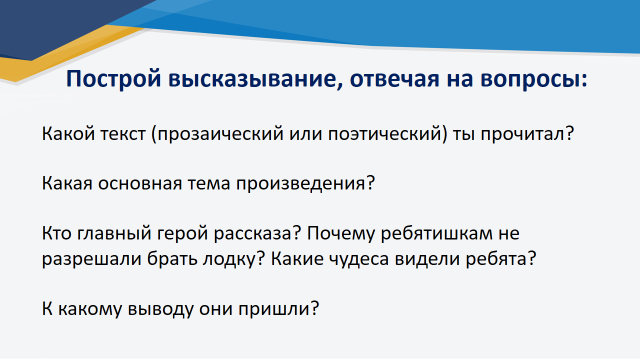 Построй высказывание, отвечая на вопросы:
Какой текст (прозаический или поэтический) ты прочитал?
Какая основная тема произведения?
Кто главный герой рассказа? Почему ребятишкам не
разрешали брать лодку? Какие чудеса видели ребята?
К какому выводу они пришли?